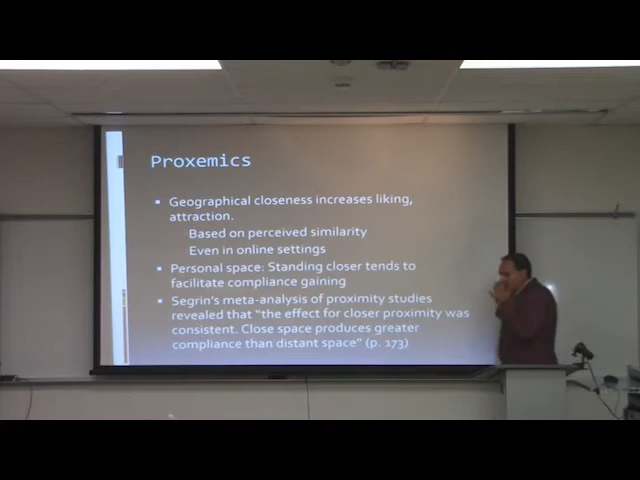 Proxemics
▪ Geographical closeness increases liking,
attraction.
Based on perceived similarity
Even in online settings
▪ Personal space: Standing closer tends to
facilitate compliance gaining
▪ Segrin's meta-analysis of proximity studies
revealed that "the effect for closer proximity was
consistent. Close space produces greater
compliance than distant space" (p. 173)